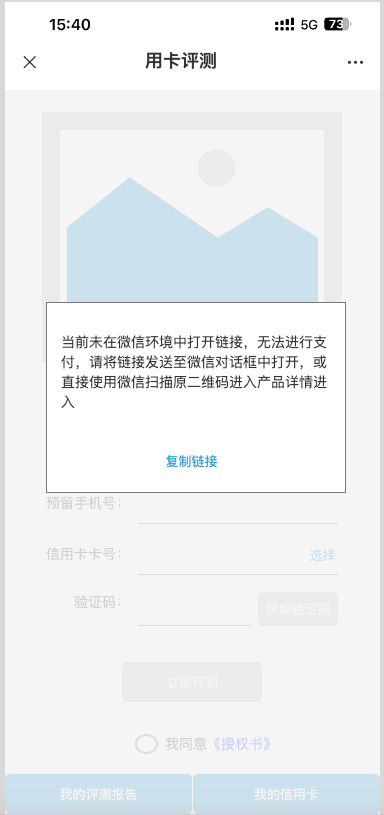 15:40
5G
73
用卡评测
当前未在微信环境中打开链接，无法进行支
付，请将链接发送至微信对话框中打开，或
直接使用微信扫描原二维码进入产品详情进
入
复制链接
预留手机号：
信用卡卡号：
选择
验证码：
获取验证码
立即评测
我同意《授权书》
我的评测报告
我的信用卡